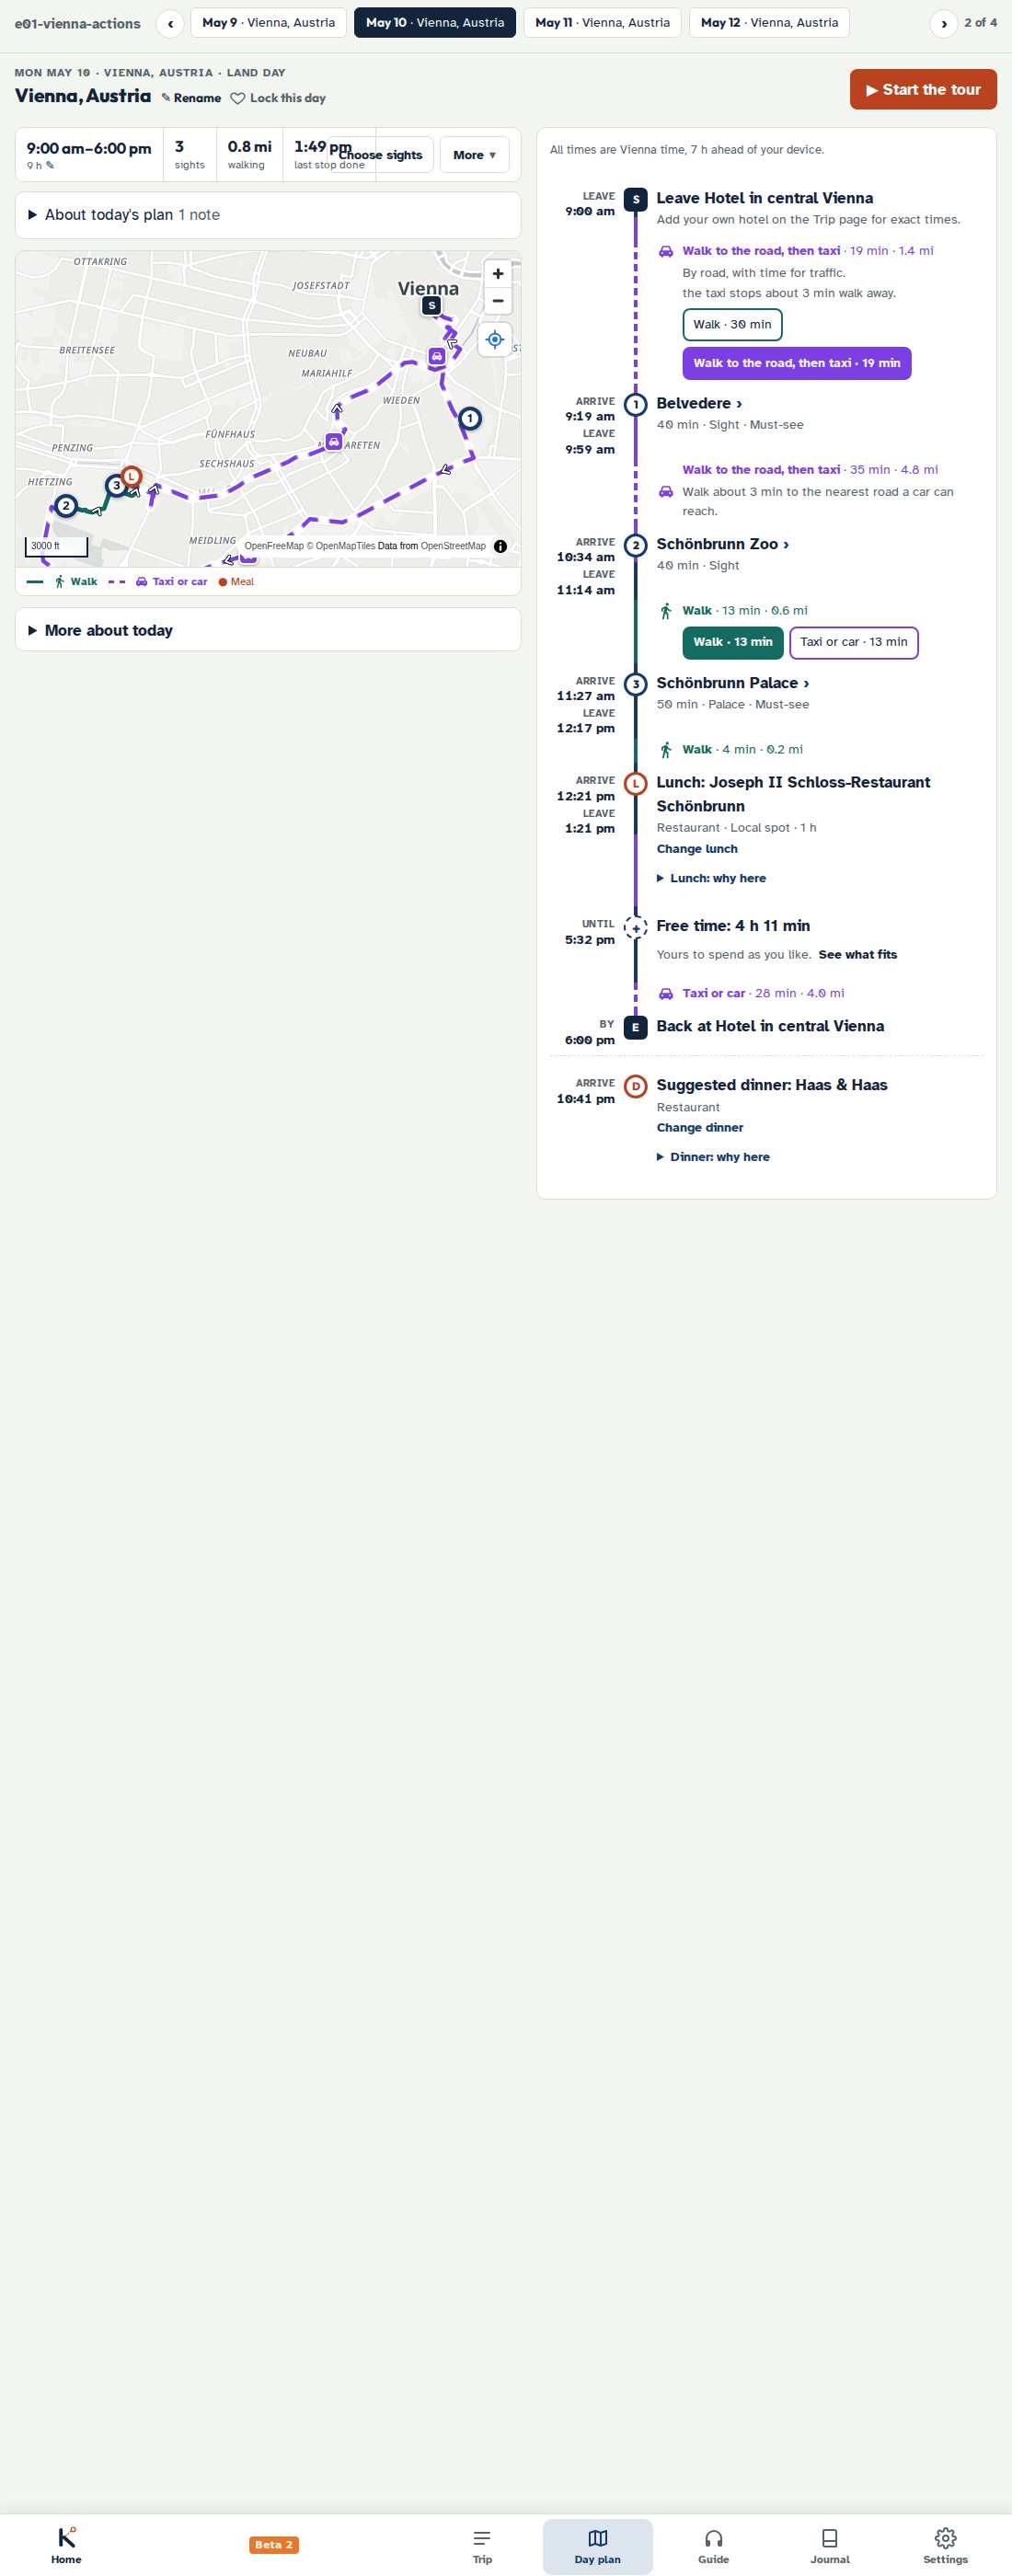 e01-vienna-actions
‹
May 9 · Vienna, Austria
May 10 · Vienna, Austria
May 11 · Vienna, Austria
May 12 · Vienna, Austria
›
2 of 4
MON MAY 10 · VIENNA, AUSTRIA · LAND DAY
Vienna, Austria
✎ Rename
Lock this day
▶ Start the tour
9:00 am–6:00 pm
9 h ✎
3
sights
0.8 mi
walking
1:49 pm
last stop done
Choose sights
More ▾
▶ About today's plan 1 note
OTTAKRING
JOSEFSTADT
Vienna
S
+
−
BREITENSEE
NEUBAU
MARIAHILF
WIEDEN
1
FÜNFHAUS
PENZING
SECHSHAUS
HIETZING
L
3
2
MEIDLING
3000 ft
OpenFreeMap © OpenMapTiles Data from OpenStreetMap
Walk
Taxi or car
Meal
▶ More about today
All times are Vienna time, 7 h ahead of your device.
LEAVE
9:00 am
S
Leave Hotel in central Vienna
Add your own hotel on the Trip page for exact times.
Walk to the road, then taxi · 19 min · 1.4 mi
By road, with time for traffic.
the taxi stops about 3 min walk away.
Walk · 30 min
Walk to the road, then taxi · 19 min
ARRIVE
9:19 am
LEAVE
9:59 am
1
Belvedere ›
40 min · Sight · Must-see
Walk to the road, then taxi · 35 min · 4.8 mi
Walk about 3 min to the nearest road a car can
reach.
ARRIVE
10:34 am
LEAVE
11:14 am
2
Schönbrunn Zoo ›
40 min · Sight
Walk · 13 min · 0.6 mi
Walk · 13 min
Taxi or car · 13 min
ARRIVE
11:27 am
LEAVE
12:17 pm
3
Schönbrunn Palace ›
50 min · Palace · Must-see
Walk · 4 min · 0.2 mi
ARRIVE
12:21 pm
LEAVE
1:21 pm
L
Lunch: Joseph II Schloss-Restaurant
Schönbrunn
Restaurant · Local spot · 1 h
Change lunch
▶ Lunch: why here
UNTIL
5:32 pm
+
Free time: 4 h 11 min
Yours to spend as you like. See what fits
Taxi or car · 28 min · 4.0 mi
BY
6:00 pm
E
Back at Hotel in central Vienna
ARRIVE
10:41 pm
D
Suggested dinner: Haas & Haas
Restaurant
Change dinner
▶ Dinner: why here
Home
Beta 2
Trip
Day plan
Guide
Journal
Settings